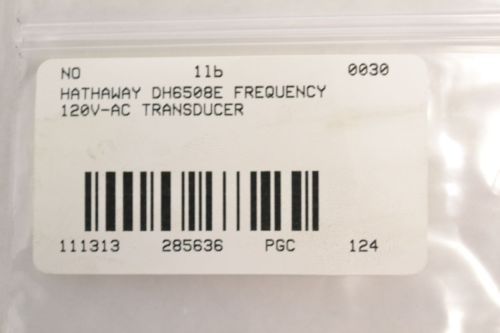 NO 1lb 0030
HATHAWAY DH6508E FREQUENCY
120V-AC TRANSDUCER
111313 285636 PGC 124